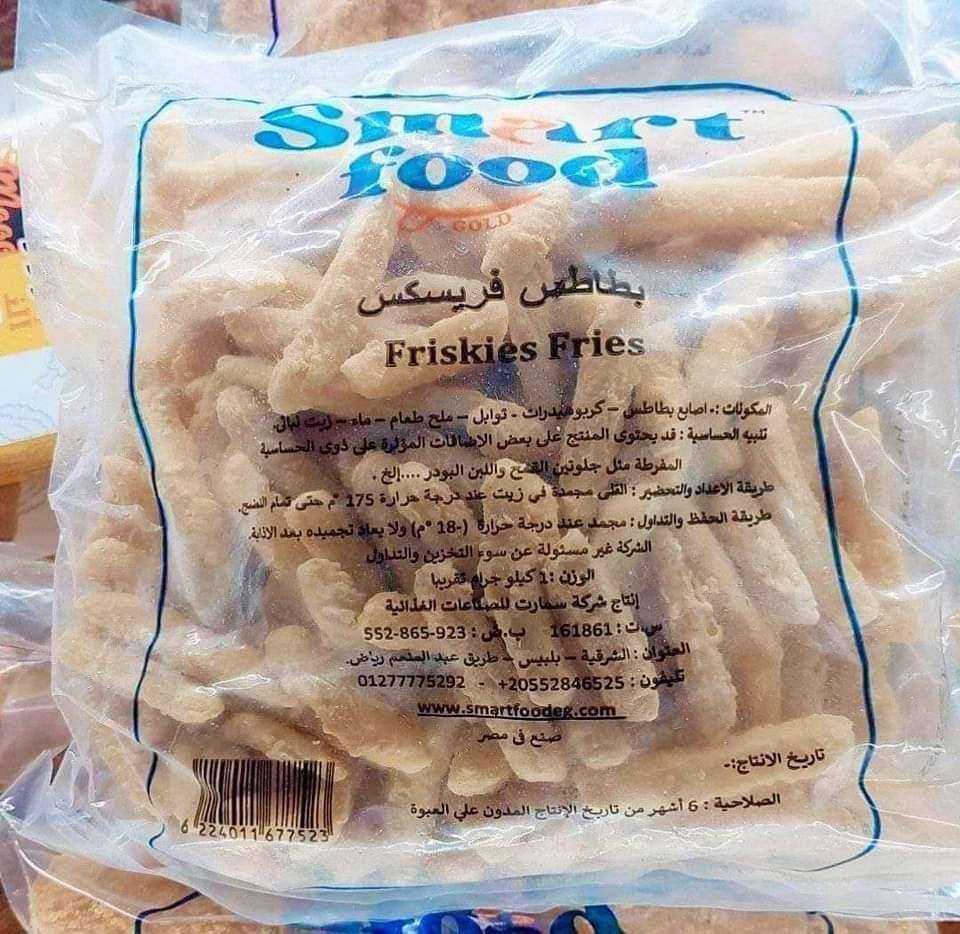 Smart™
food
GOLD
بطاطس فريسكس
Friskies Fries
المكونات :- اصابع بطاطس – كربوهيدرات - توابل – ملح طعام – ماء – زيت نباتى.
تنبيه الحساسية : قد يحتوى المنتج على بعض الاضافات المؤثرة على ذوى الحساسية
المفرطة مثل جلوتين القمح واللبن البودر ....إلخ .
طريقة الاعداد والتحضير : القلى مجمدة في زيت عند درجة حرارة 175 °م حتى تمام النضج.
طريقة الحفظ والتداول : مجمد عند درجة حرارة (-18 °م) ولا يعاد تجميده بعد الاذابة.
الشركة غير مسئولة عن سوء التخزين والتداول
الوزن :1 كيلو جرام تقريبا
إنتاج شركة سمارت للصناعات الغذائية
س.ت : 161861 ب.ض : 923-865-552
العنوان : الشرقية – بلبيس – طريق عبد المنعم رياض.
تليفون : 20552846525+ - 01277775292
www.smartfoodeg.com
صنع فى مصر
تاريخ الانتاج:-
الصلاحية : 6 أشهر من تاريخ الإنتاج المدون علي العبوة
6 224011 677523